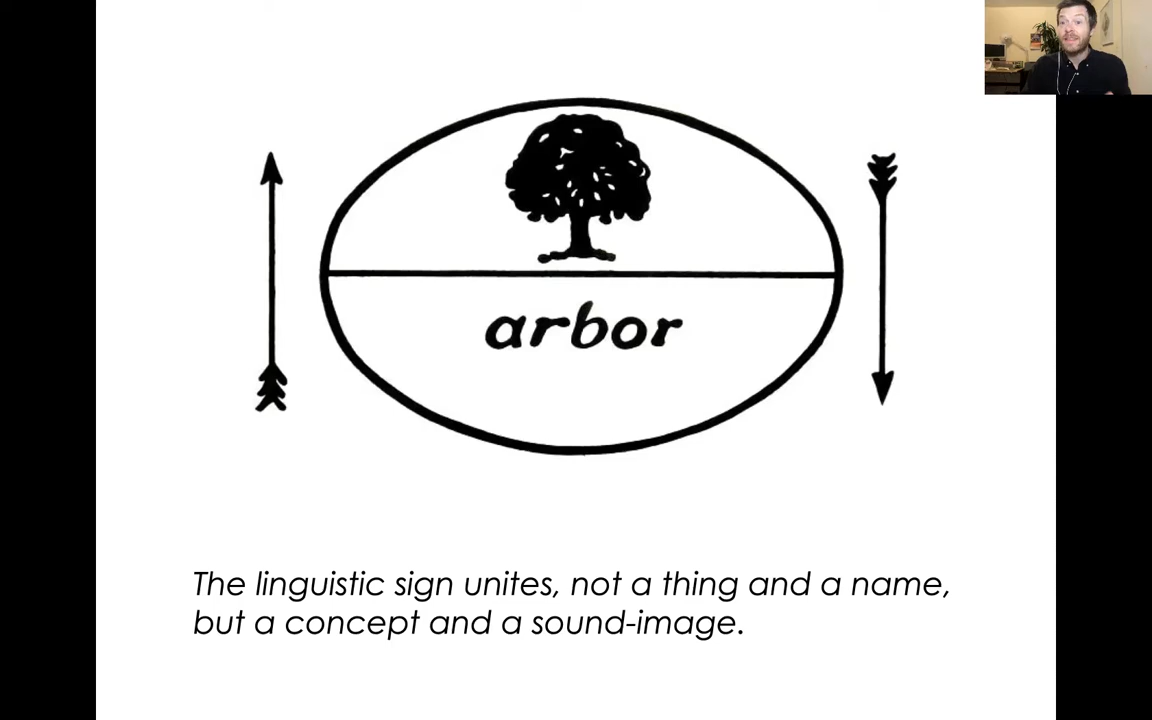 arbor
The linguistic sign unites, not a thing and a name,
but a concept and a sound-image.